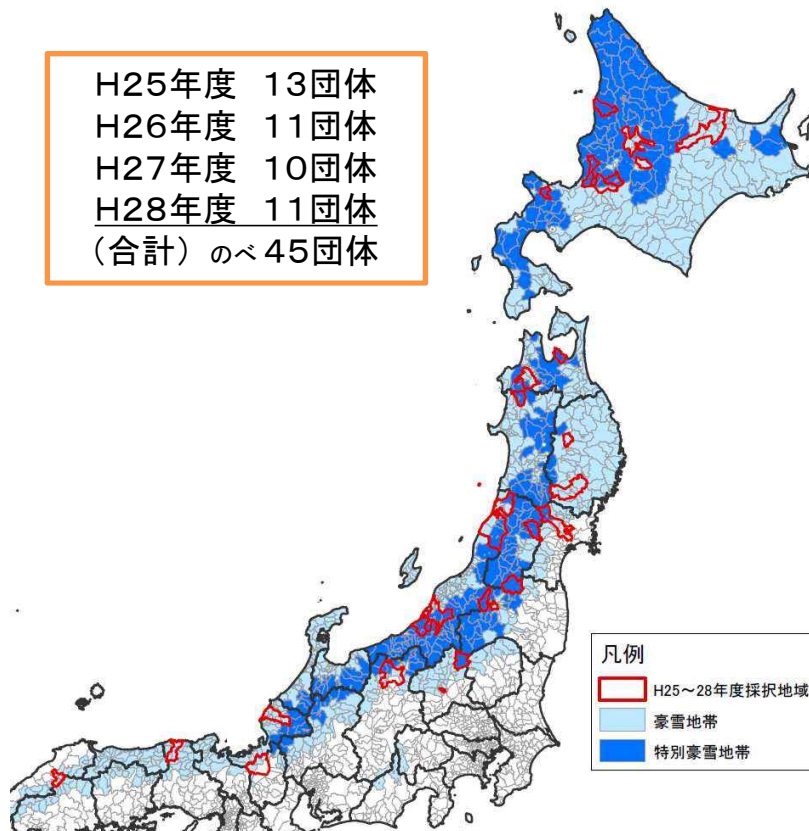 H25年度 13団体
H26年度 11団体
H27年度 10団体
H28年度 11団体
(合計) のべ45団体
凡例
H25~28年度採択地域
豪雪地帯
特別豪雪地帯